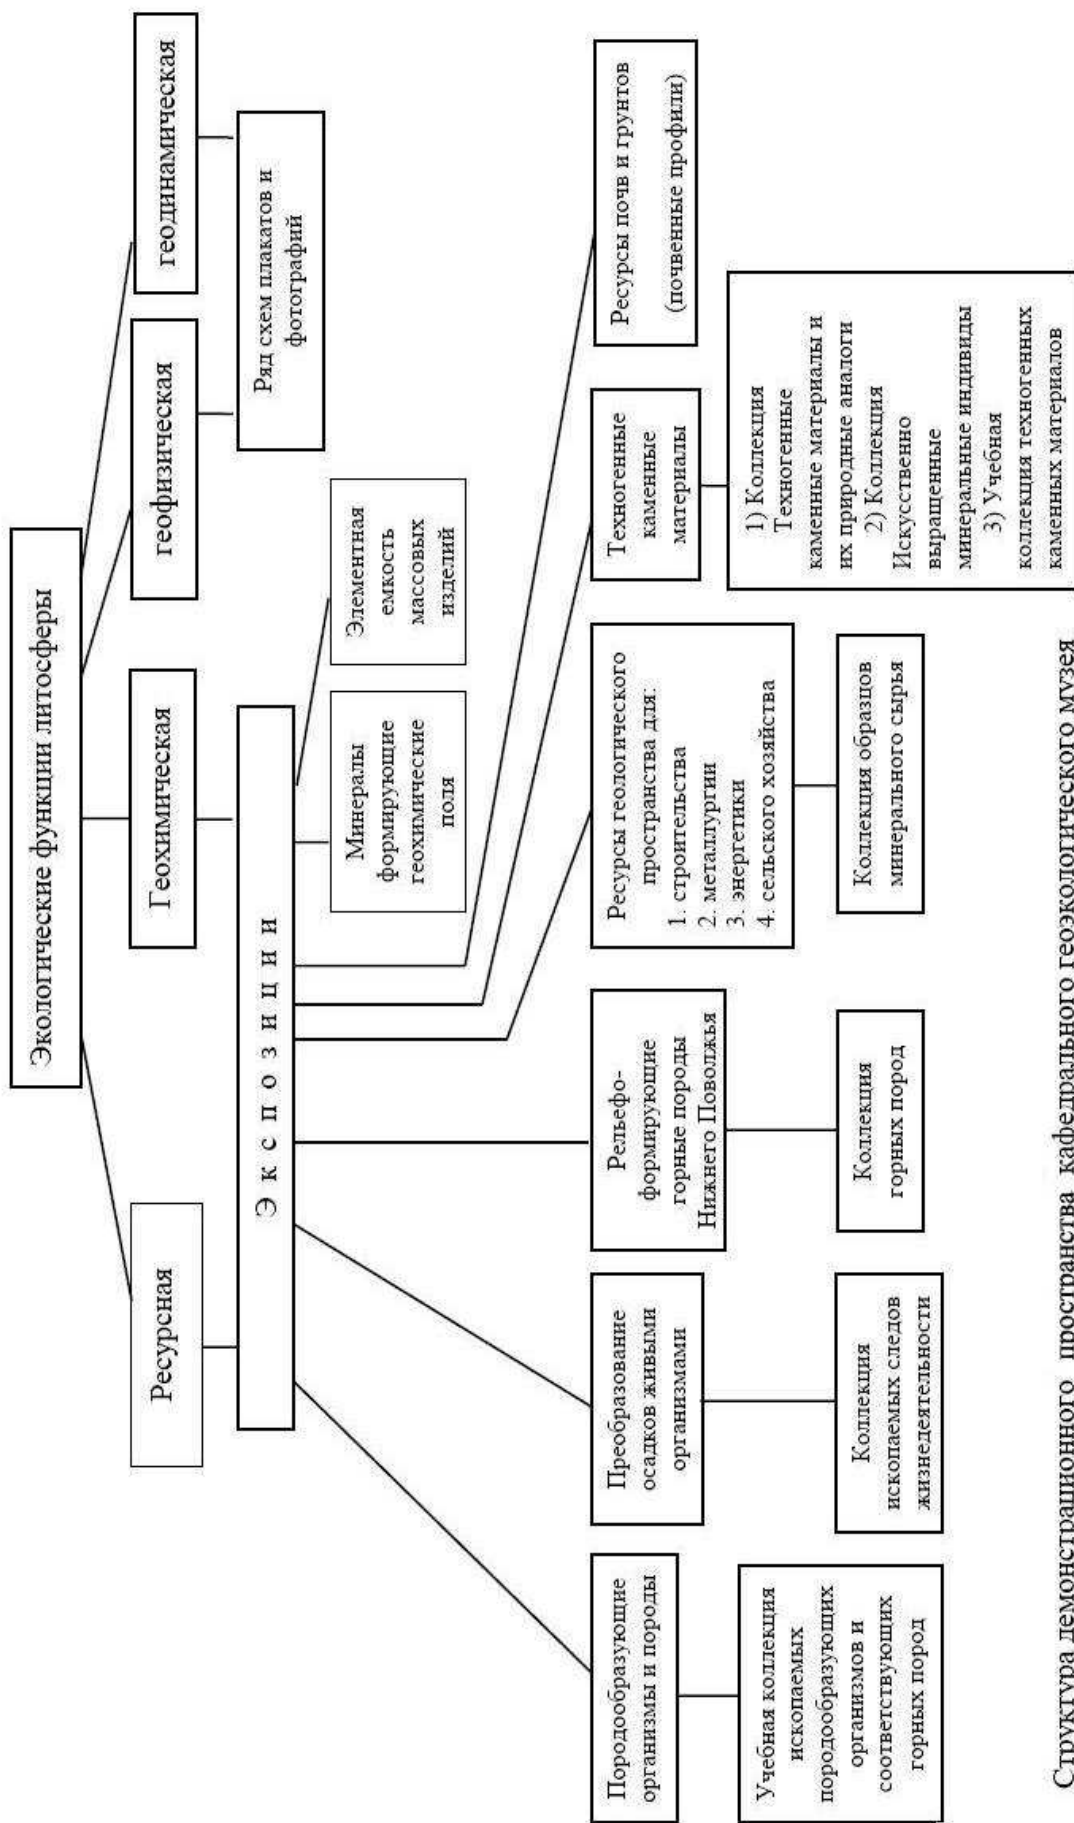 Экологические функции литосферы
Ресурсная
Геохимическая
геофизическая
геодинамическая
Экспозиции
Ряд схем плакатов и
фотографий
Минералы
формирующие
геохимические
поля
Элементная
емкость
массовых
изделий
Породообразующие
организмы и породы
Преобразование
осадков живыми
организмами
Рельефо-
формирующие
горные породы
Нижнего Поволжья
Ресурсы геологического
пространства для:
1. строительства
2. металлургии
3. энергетики
4. сельского хозяйства
Техногенные
каменные
материалы
Ресурсы почв и грунтов
(почвенные профили)
Учебная коллекция
ископаемых
породообразующих
организмов и
соответствующих
горных пород
Коллекция
ископаемых следов
жизнедеятельности
Коллекция
горных пород
Коллекция образцов
минерального сырья
1) Коллекция
Техногенные
каменные материалы и
их природные аналоги
2) Коллекция
Искусственно
выращенные
минеральные индивиды
3) Учебная
коллекция техногенных
каменных материалов
Структура демонстрационного пространства кафедрального геоэкологического музея